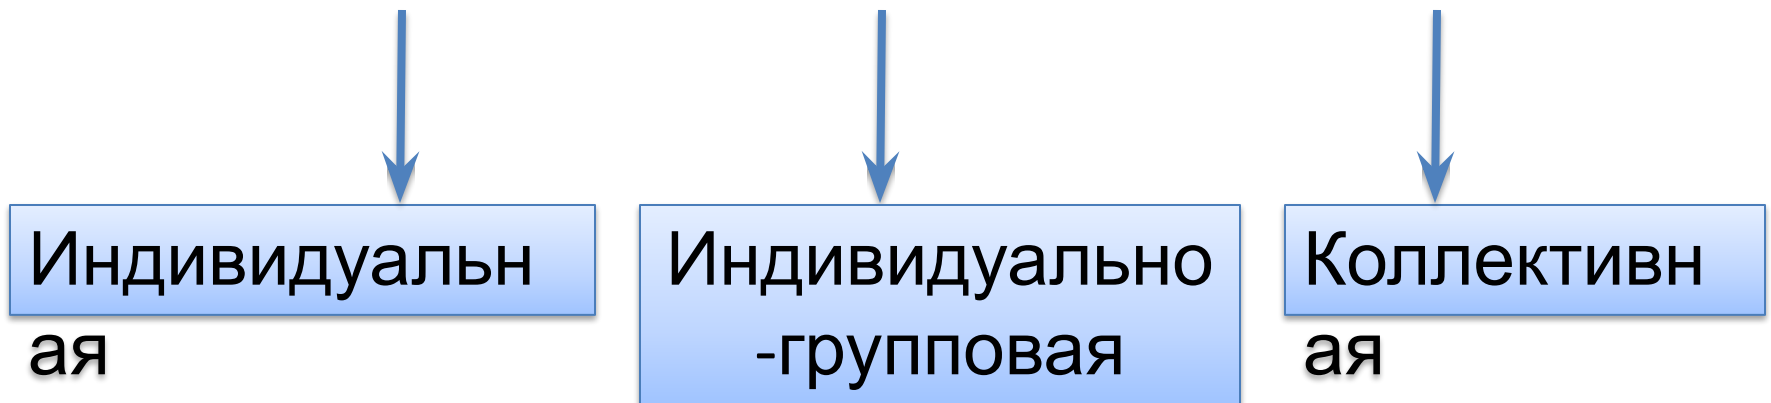 Индивидуальн
ая
Индивидуально
-групповая
Коллективн
ая